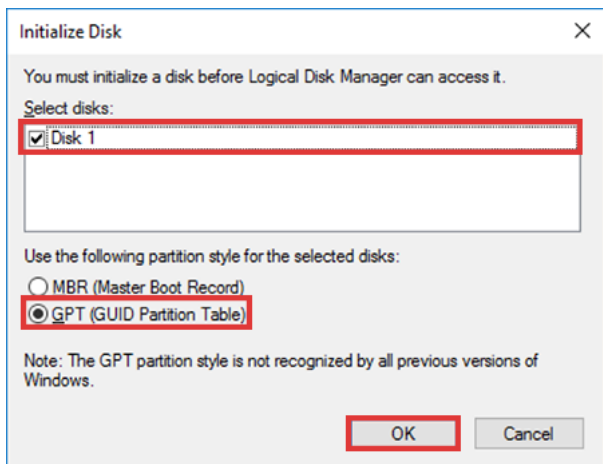 Initialize Disk
You must initialize a disk before Logical Disk Manager can access it.
Select disks:
Disk 1
Use the following partition style for the selected disks:
MBR (Master Boot Record)
GPT (GUID Partition Table)
Note: The GPT partition style is not recognized by all previous versions of
Windows.
OK
Cancel